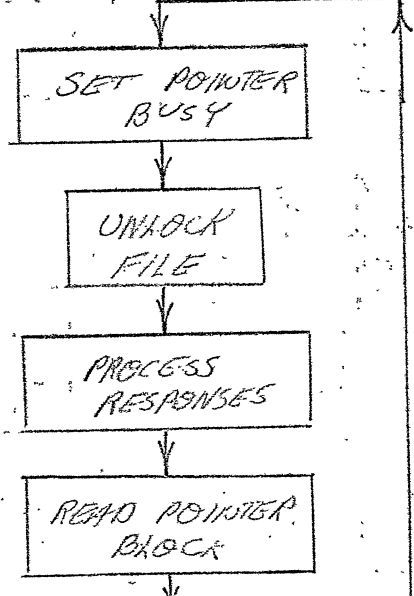 SET POINTER
BUSY
UNLOCK
FILE
PROCESS
RESPONSES
READ POINTER
BLOCK